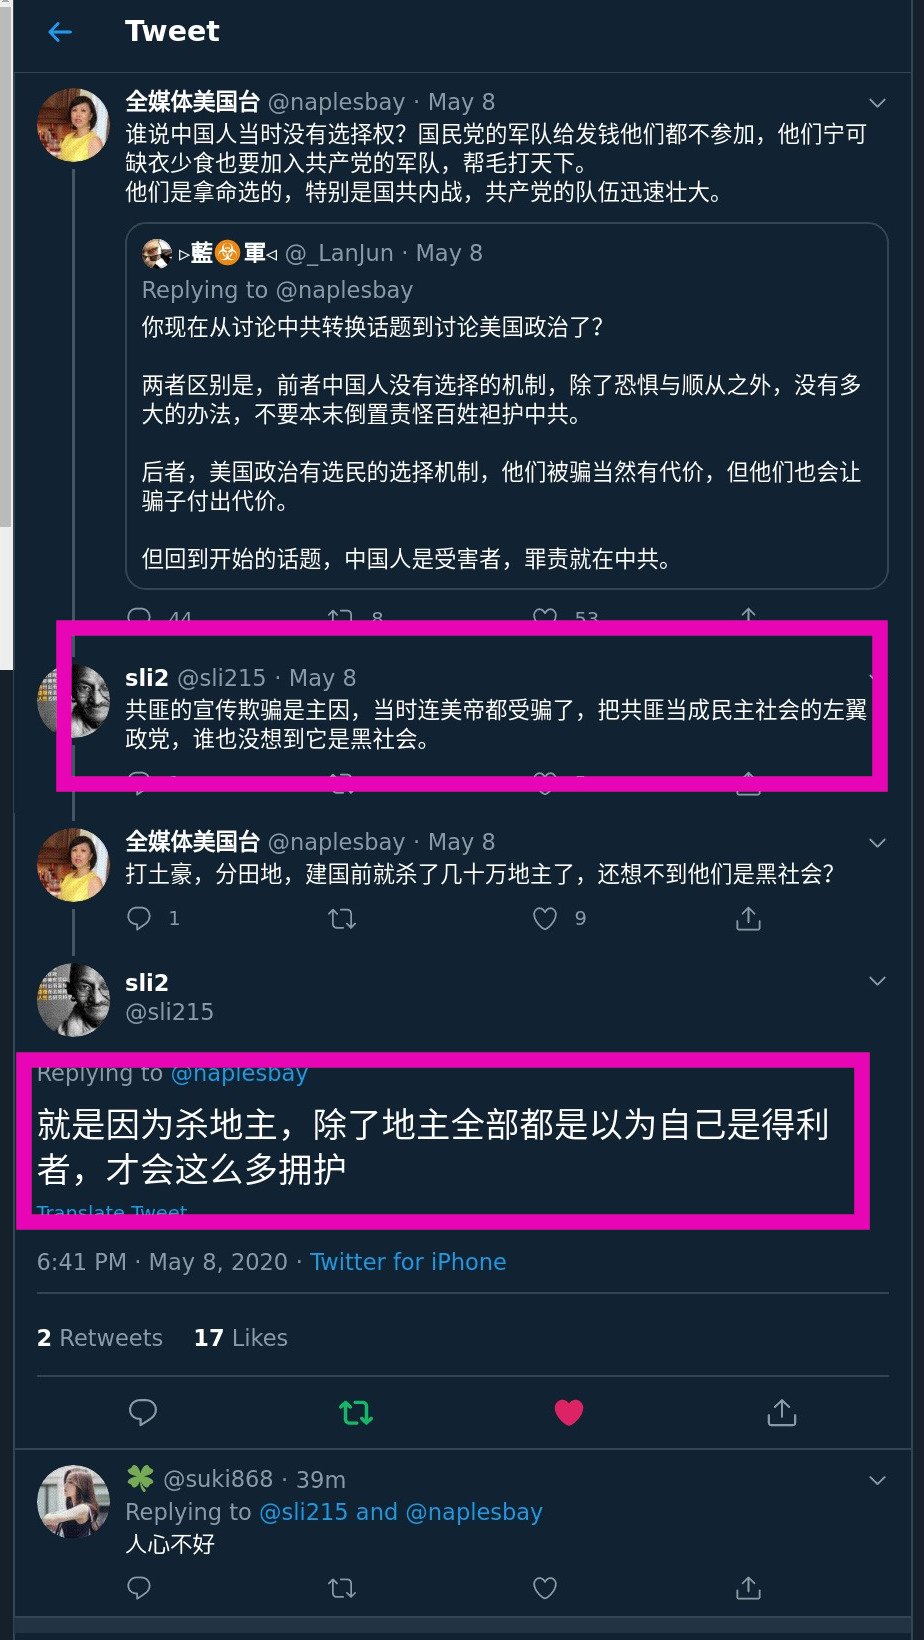 Tweet
全媒体美国台 @naplesbay · May 8
谁说中国人当时没有选择权？国民党的军队给发钱他们都不参加，他们宁可
缺衣少食也要加入共产党的军队，帮毛打天下。
他们是拿命选的，特别是国共内战，共产党的队伍迅速壮大。
▹藍☣軍◃ @_LanJun · May 8
Replying to @naplesbay
你现在从讨论中共转换话题到讨论美国政治了？
两者区别是，前者中国人没有选择的机制，除了恐惧与顺从之外，没有多
大的办法，不要本末倒置责怪百姓袒护中共。
后者，美国政治有选民的选择机制，他们被骗当然有代价，但他们也会让
骗子付出代价。
但回到开始的话题，中国人是受害者，罪责就在中共。
44 8 53
sli2 @sli215 · May 8
共匪的宣传欺骗是主因，当时连美帝都受骗了，把共匪当成民主社会的左翼
政党，谁也没想到它是黑社会。
全媒体美国台 @naplesbay · May 8
打土豪，分田地，建国前就杀了几十万地主了，还想不到他们是黑社会？
1 9
sli2
@sli215
Replying to @naplesbay
就是因为杀地主，除了地主全部都是以为自己是得利
者，才会这么多拥护
Translate Tweet
6:41 PM · May 8, 2020 · Twitter for iPhone
2 Retweets 17 Likes
🍀 @suki868 · 39m
Replying to @sli215 and @naplesbay
人心不好